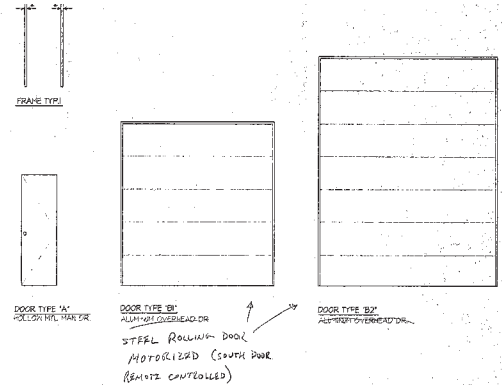 FRAME TYP.1
DOOR TYPE "A"
HOLLOW MTL MAN DR.
DOOR TYPE "B1"
ALUMINUM OVERHEAD DR.
DOOR TYPE "B2"
ALUMINUM OVERHEAD DR.
STEEL ROLLING DOOR
MOTORIZED (SOUTH DOOR
REMOTE CONTROLLED)